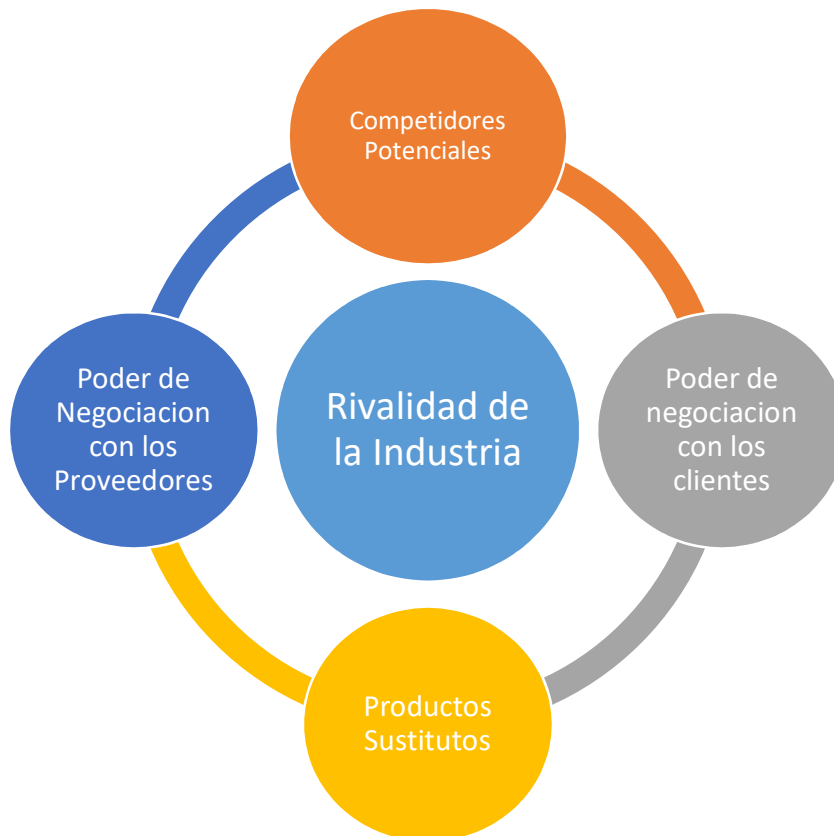 Competidores
Potenciales
Poder de
Negociacion
con los
Proveedores
Rivalidad de
la Industria
Poder de
negociacion
con los
clientes
Productos
Sustitutos